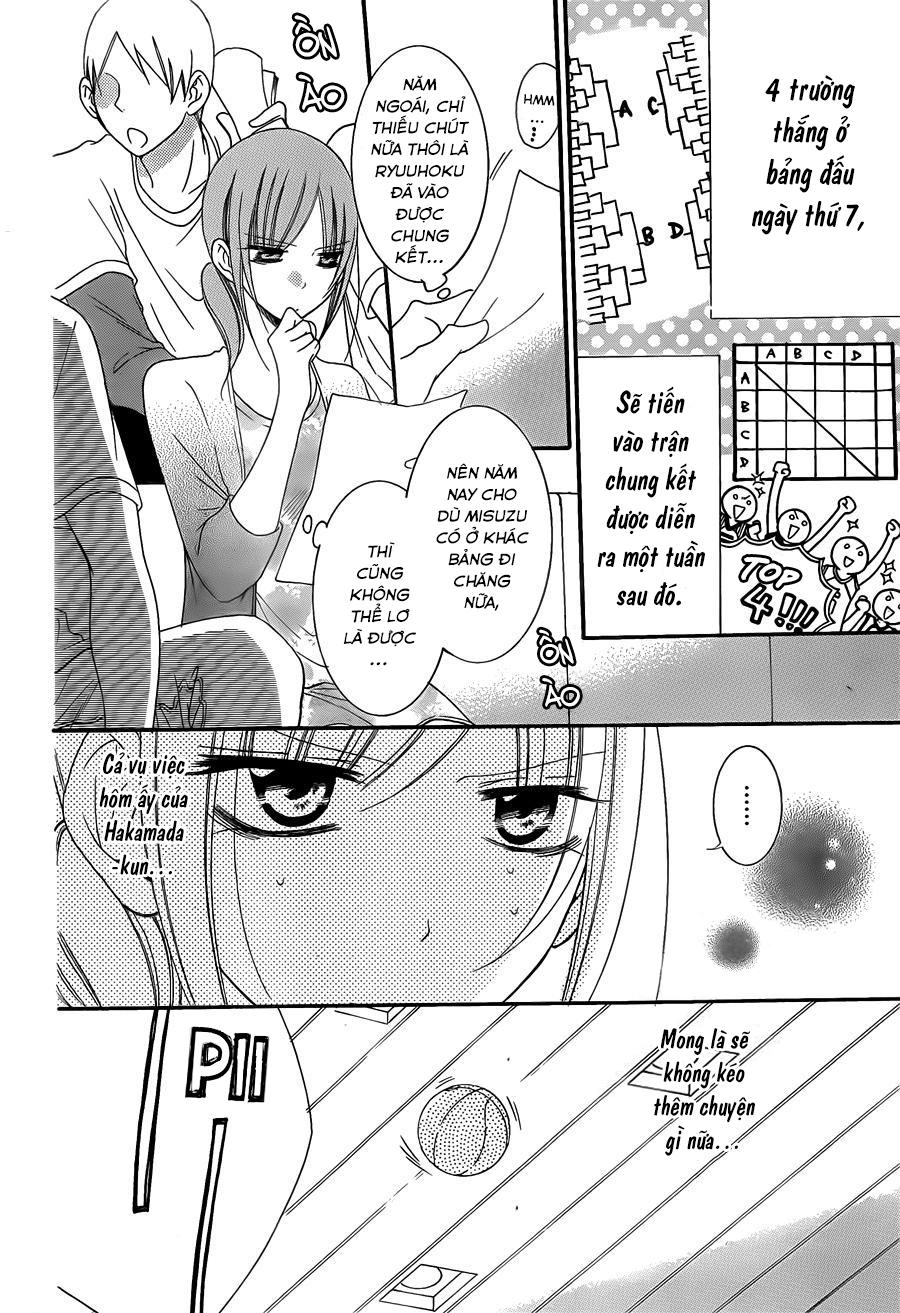 4 trường
thắng ở
bảng đấu
ngày thứ 7,
A
C
B
D
A B C D
A
B
C
D
TOP
4!!!
Sẽ tiến
vào trận
chung kết
được diễn
ra một tuần
sau đó.
HMM
...
NĂM
NGOÁI, CHỈ
THIẾU CHÚT
NỮA THÔI LÀ
RYUUHOKU
ĐÃ VÀO
ĐƯỢC
CHUNG
KẾT...
ỒN
ÀO
NÊN NĂM
NAY CHO
DÙ MISUZU
CÓ Ở KHÁC
BẢNG ĐI
CHĂNG
NỮA,
THÌ
CŨNG
KHÔNG
THỂ LƠ
LÀ ĐƯỢC
...
ỒN
ÀO
......
Cả vụ việc
hôm ấy của
Hakamada
-kun...
Mong là sẽ
không kéo
thêm chuyện
gì nữa...
PII